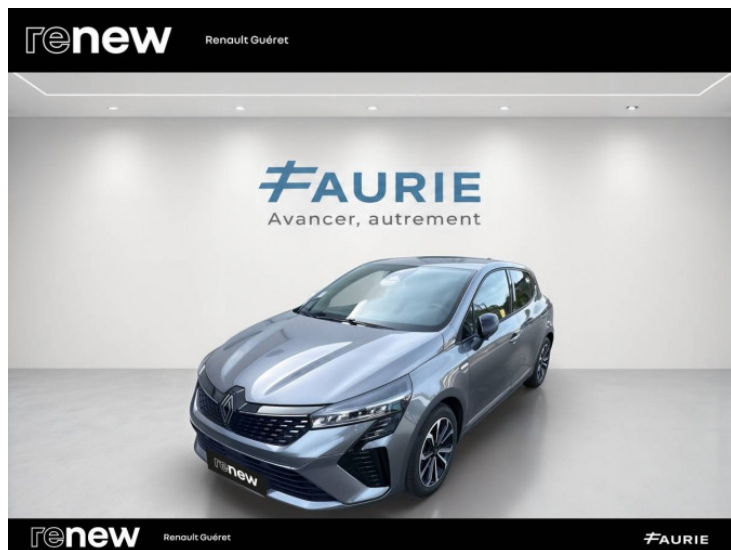 renew Renault Guéret
FAURIE
Avancer, autrement
renew
renew Renault Guéret FAURIE